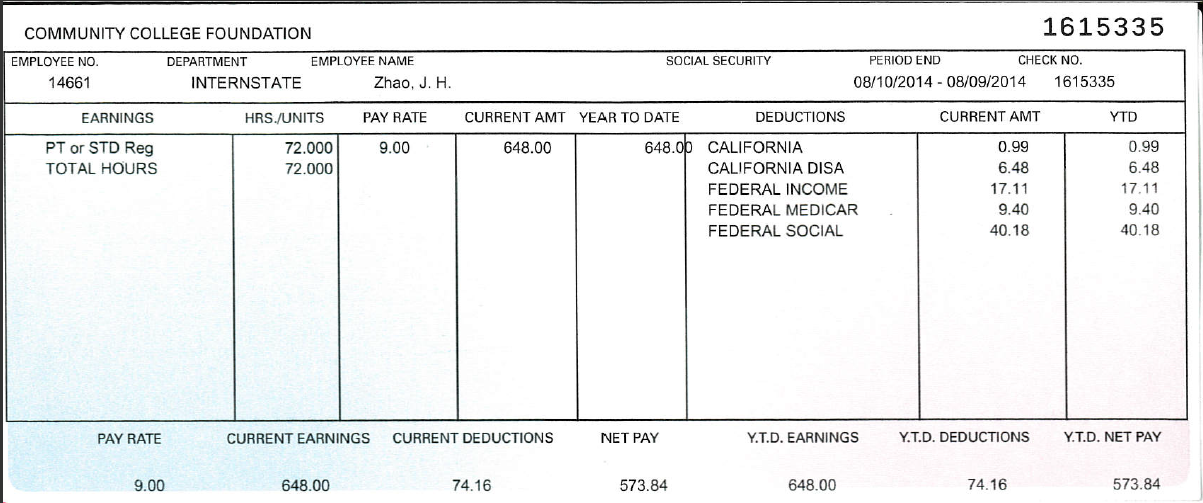 COMMUNITY COLLEGE FOUNDATION 1615335
EMPLOYEE NO. DEPARTMENT EMPLOYEE NAME SOCIAL SECURITY PERIOD END CHECK NO.
14661 INTERNSTATE Zhao, J. H. 08/10/2014 - 08/09/2014 1615335
EARNINGS HRS./UNITS PAY RATE CURRENT AMT YEAR TO DATE DEDUCTIONS CURRENT AMT YTD
PT or STD Reg 72.000 9.00 648.00 648.00 CALIFORNIA 0.99 0.99
TOTAL HOURS 72.000 CALIFORNIA DISA 6.48 6.48
FEDERAL INCOME 17.11 17.11
FEDERAL MEDICAR 9.40 9.40
FEDERAL SOCIAL 40.18 40.18
PAY RATE CURRENT EARNINGS CURRENT DEDUCTIONS NET PAY Y.T.D. EARNINGS Y.T.D. DEDUCTIONS Y.T.D. NET PAY
9.00 648.00 74.16 573.84 648.00 74.16 573.84